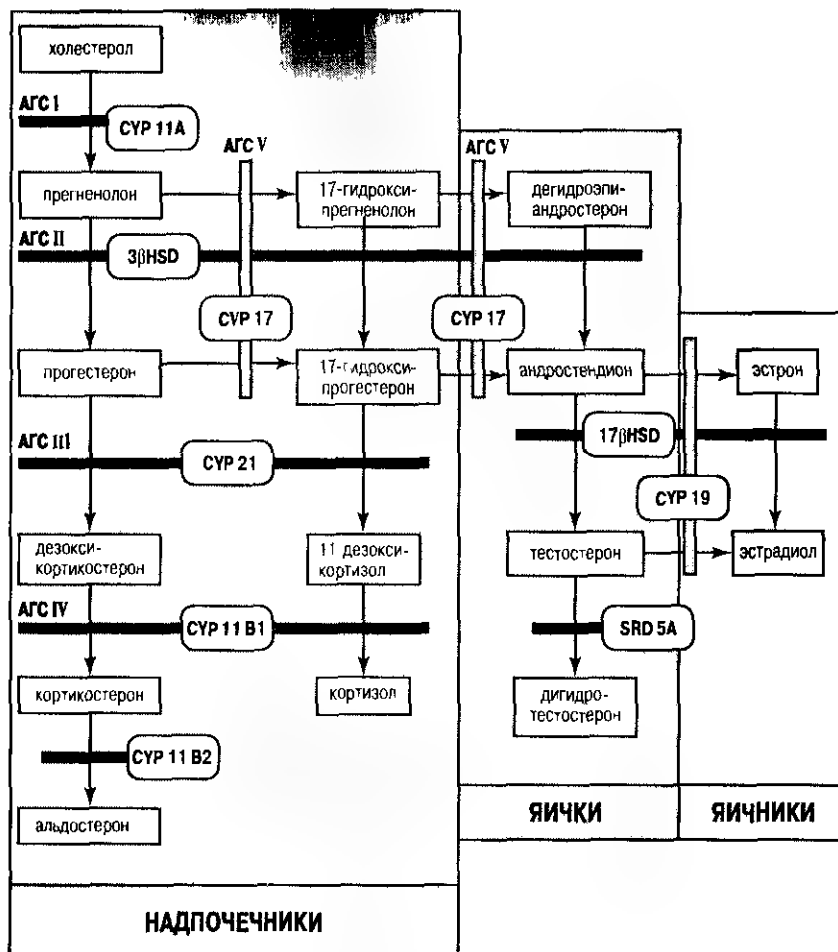 холестерол
АГС I
CYP 11A
АГС V
АГС V
прегненолон
17-гидрокси-
прегненолон
дегидроэпи-
андростерон
АГС II
3βHSD
CYP 17
CYP 17
прогестерон
17-гидрокси-
прогестерон
андростендион
эстрон
17βHSD
АГС III
CYP 21
CYP 19
дезокси-
кортикостерон
11 дезокси-
кортизол
тестостерон
эстрадиол
АГС IV
CYP 11 B1
SRD 5A
кортикостерон
кортизол
дигидро-
тестостерон
CYP 11 B2
альдостерон
ЯИЧКИ
ЯИЧНИКИ
НАДПОЧЕЧНИКИ